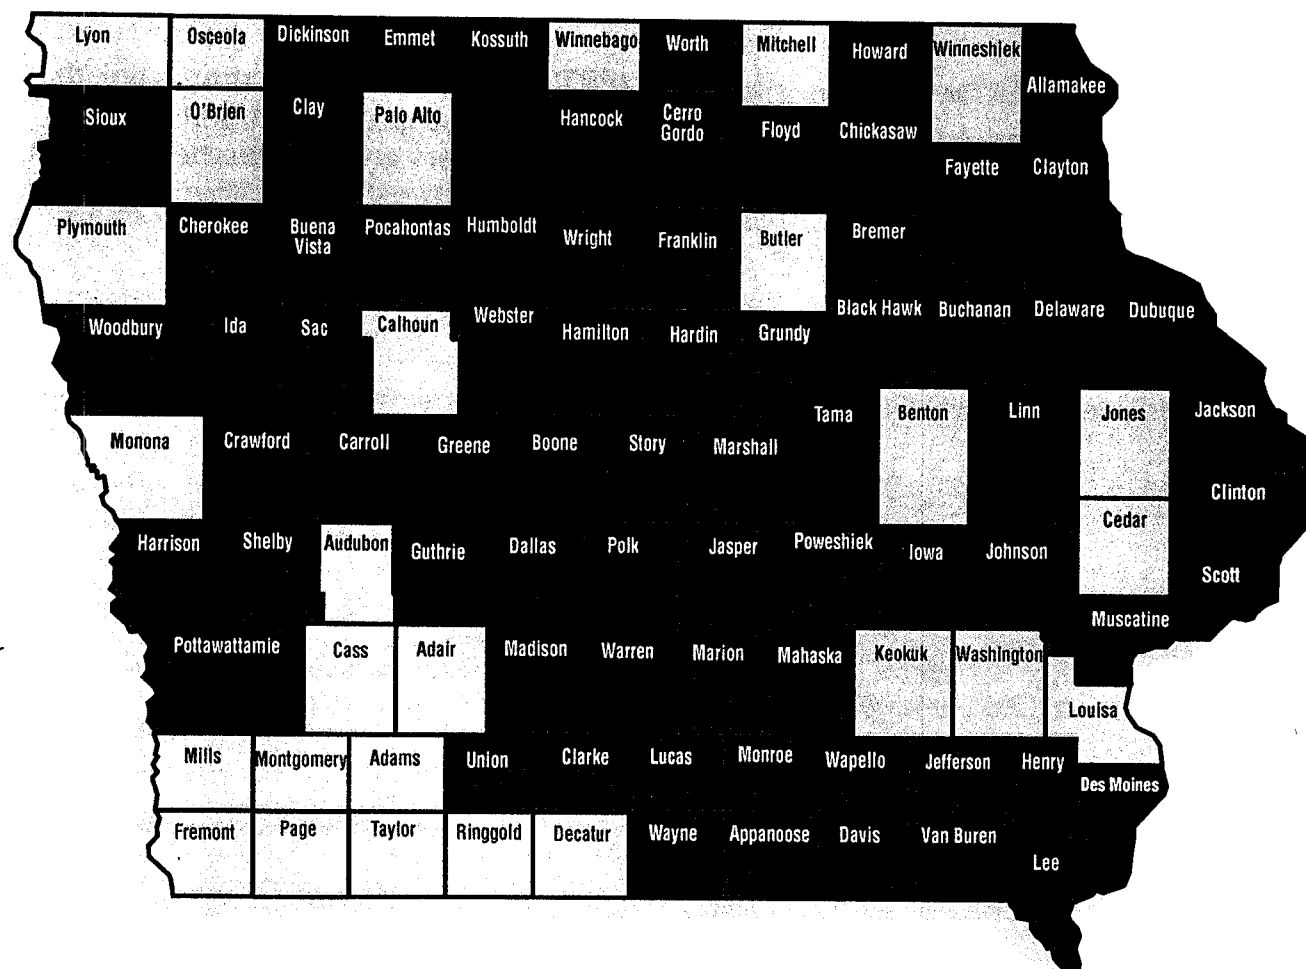 Lyon
Osceola
Dickinson
Emmet
Kossuth
Winnebago
Worth
Mitchell
Howard
Winneshiek
Allamakee
Sioux
O'Brien
Clay
Palo Alto
Hancock
Cerro
Gordo
Floyd
Chickasaw
Fayette
Clayton
Plymouth
Cherokee
Buena
Vista
Pocahontas
Humboldt
Wright
Franklin
Butler
Bremer
Woodbury
Ida
Sac
Calhoun
Webster
Hamilton
Hardin
Grundy
Black Hawk
Buchanan
Delaware
Dubuque
Monona
Crawford
Carroll
Greene
Boone
Story
Marshall
Tama
Benton
Linn
Jones
Jackson
Clinton
Cedar
Harrison
Shelby
Audubon
Guthrie
Dallas
Polk
Jasper
Poweshiek
Iowa
Johnson
Scott
Muscatine
Pottawattamie
Cass
Adair
Madison
Warren
Marion
Mahaska
Keokuk
Washington
Louisa
Mills
Montgomery
Adams
Union
Clarke
Lucas
Monroe
Wapello
Jefferson
Henry
Des Moines
Fremont
Page
Taylor
Ringgold
Decatur
Wayne
Appanoose
Davis
Van Buren
Lee